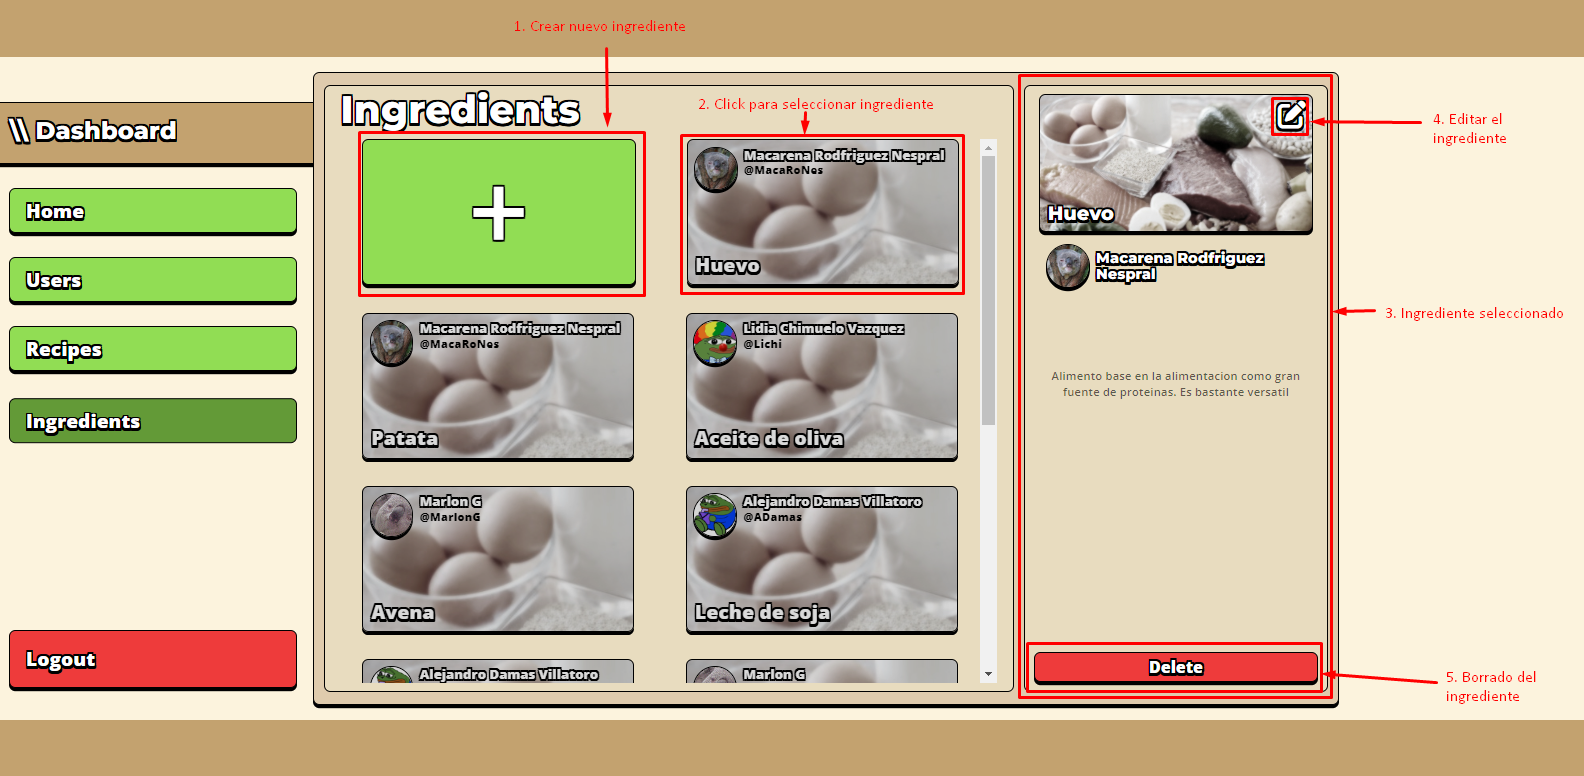 1. Crear nuevo ingrediente
2. Click para seleccionar ingrediente
3. Ingrediente seleccionado
4. Editar el
ingrediente
5. Borrado del
ingrediente
\\ Dashboard
Home
Users
Recipes
Ingredients
Logout
Ingredients
+
Macarena Rodfriguez Nespral
@MacaRoNes
Huevo
Macarena Rodfriguez Nespral
@MacaRoNes
Patata
Lidia Chimuelo Vazquez
@Lichi
Aceite de oliva
Marlon G
@MarlonG
Avena
Alejandro Damas Villatoro
@ADamas
Leche de soja
Alejandro Damas Villatoro
Marlon G
Huevo
Macarena Rodfriguez
Nespral
Alimento base en la alimentacion como gran
fuente de proteinas. Es bastante versatil
Delete